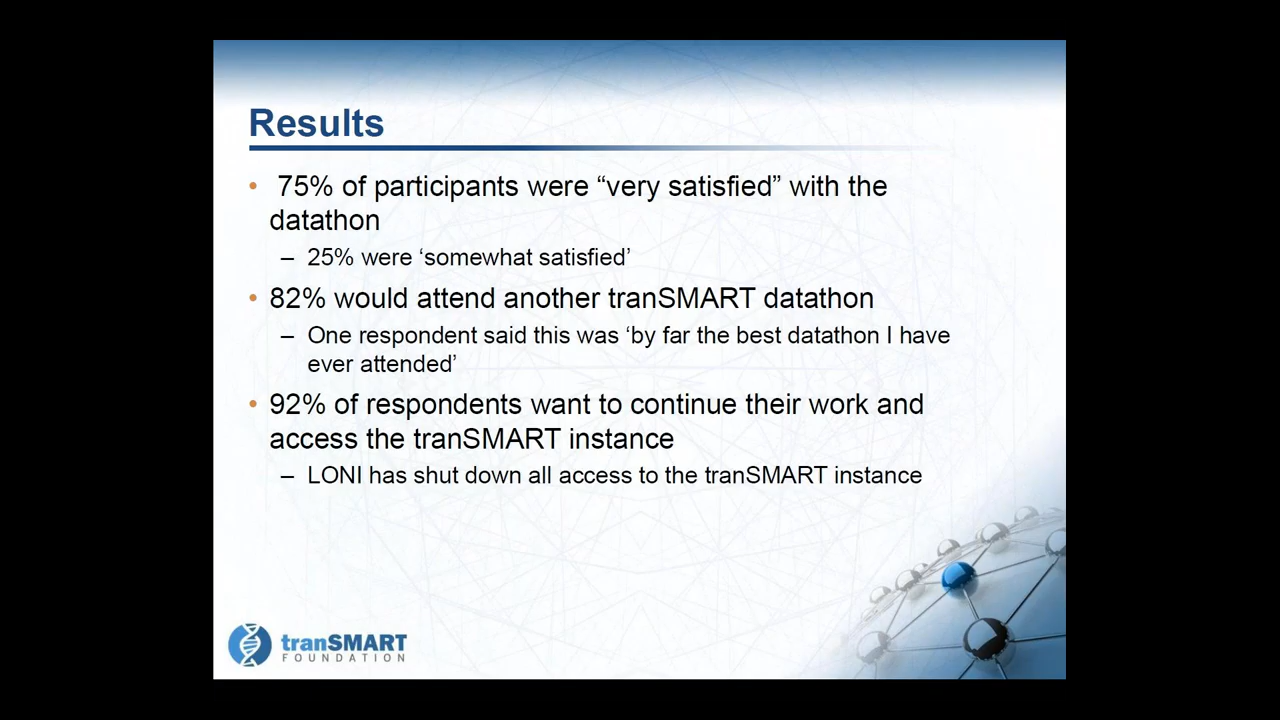 Results
• 75% of participants were “very satisfied” with the
datathon
– 25% were ‘somewhat satisfied’
• 82% would attend another tranSMART datathon
– One respondent said this was ‘by far the best datathon I have
ever attended’
• 92% of respondents want to continue their work and
access the tranSMART instance
– LONI has shut down all access to the tranSMART instance
tranSMART
FOUNDATION